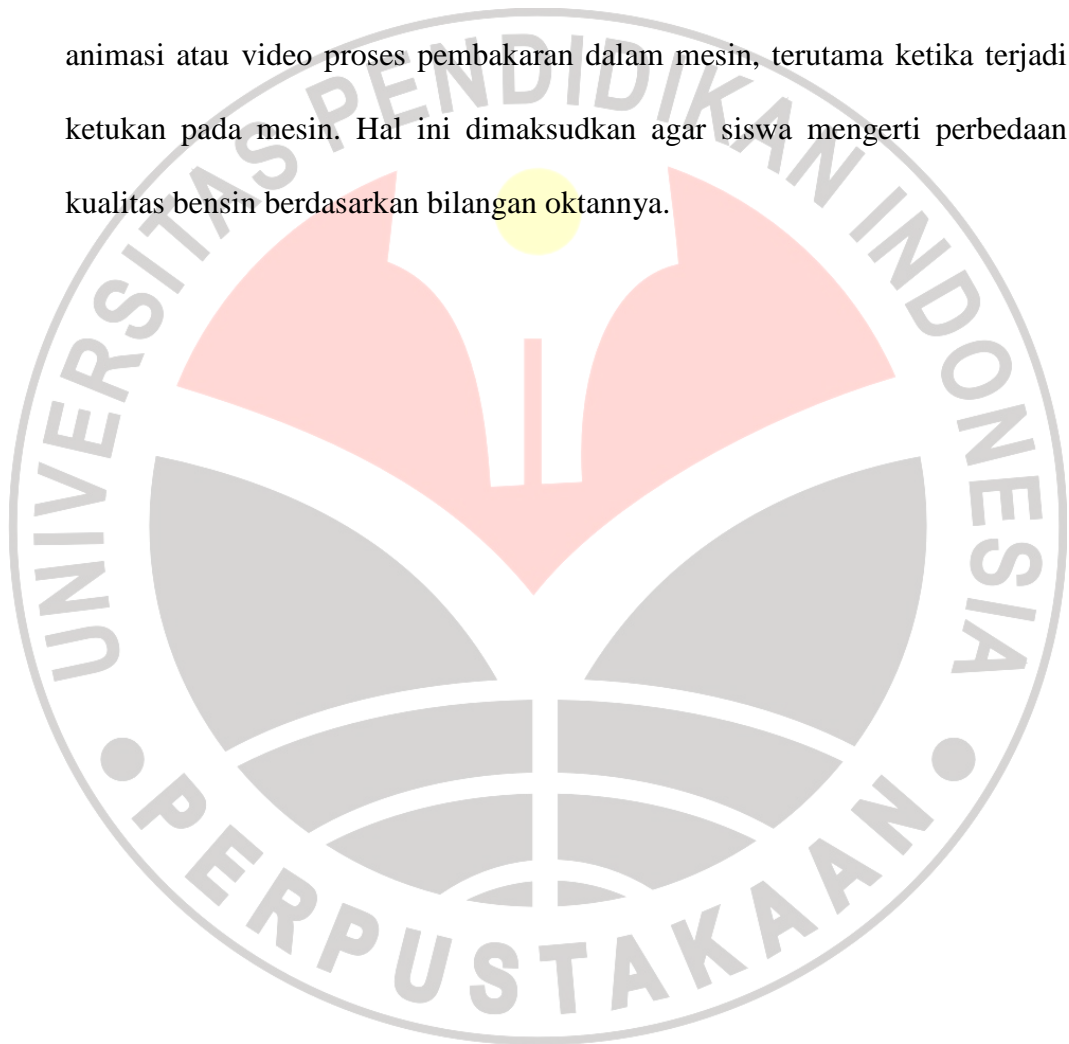 animasi atau video proses pembakaran dalam mesin, terutama ketika terjadi
ketukan pada mesin. Hal ini dimaksudkan agar siswa mengerti perbedaan
kualitas bensin berdasarkan bilangan oktannya.
UNIVERSITAS PENDIDIKAN INDONESIA
PERPUSTAKAAN